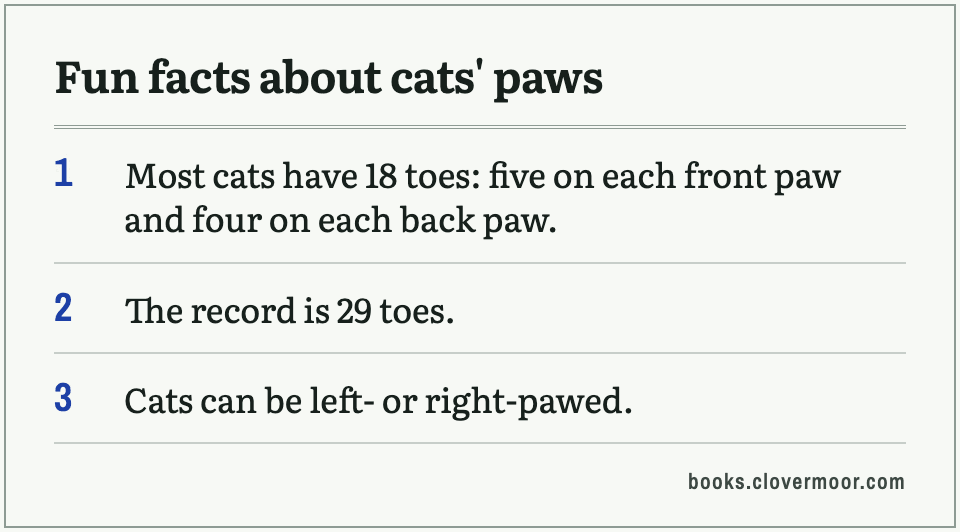 Fun facts about cats' paws
1 Most cats have 18 toes: five on each front paw
and four on each back paw.
2 The record is 29 toes.
3 Cats can be left- or right-pawed.
books.clovermoor.com